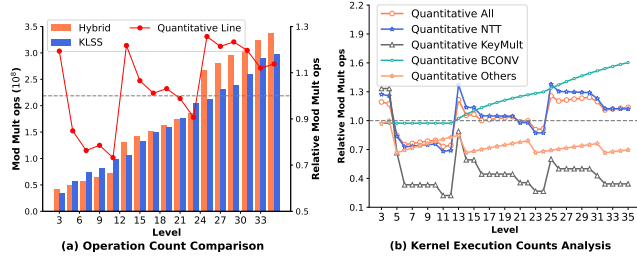 Hybrid
KLSS
Quantitative Line
Mod Mult ops (10⁸)
3.5
3.0
2.5
2.0
1.5
1.0
0.5
0.0
1.3
1.1
0.9
0.7
0.5
Relative Mod Mult ops
3 6 9 12 15 18 21 24 27 30 33
Level
(a) Operation Count Comparison
Quantitative All
Quantitative NTT
Quantitative KeyMult
Quantitative BCONV
Quantitative Others
Relative Mod Mult ops
2.2
1.9
1.6
1.3
1.0
0.7
0.4
0.1
3 5 7 9 11 13 15 17 19 21 23 25 27 29 31 33 35
Level
(b) Kernel Execution Counts Analysis